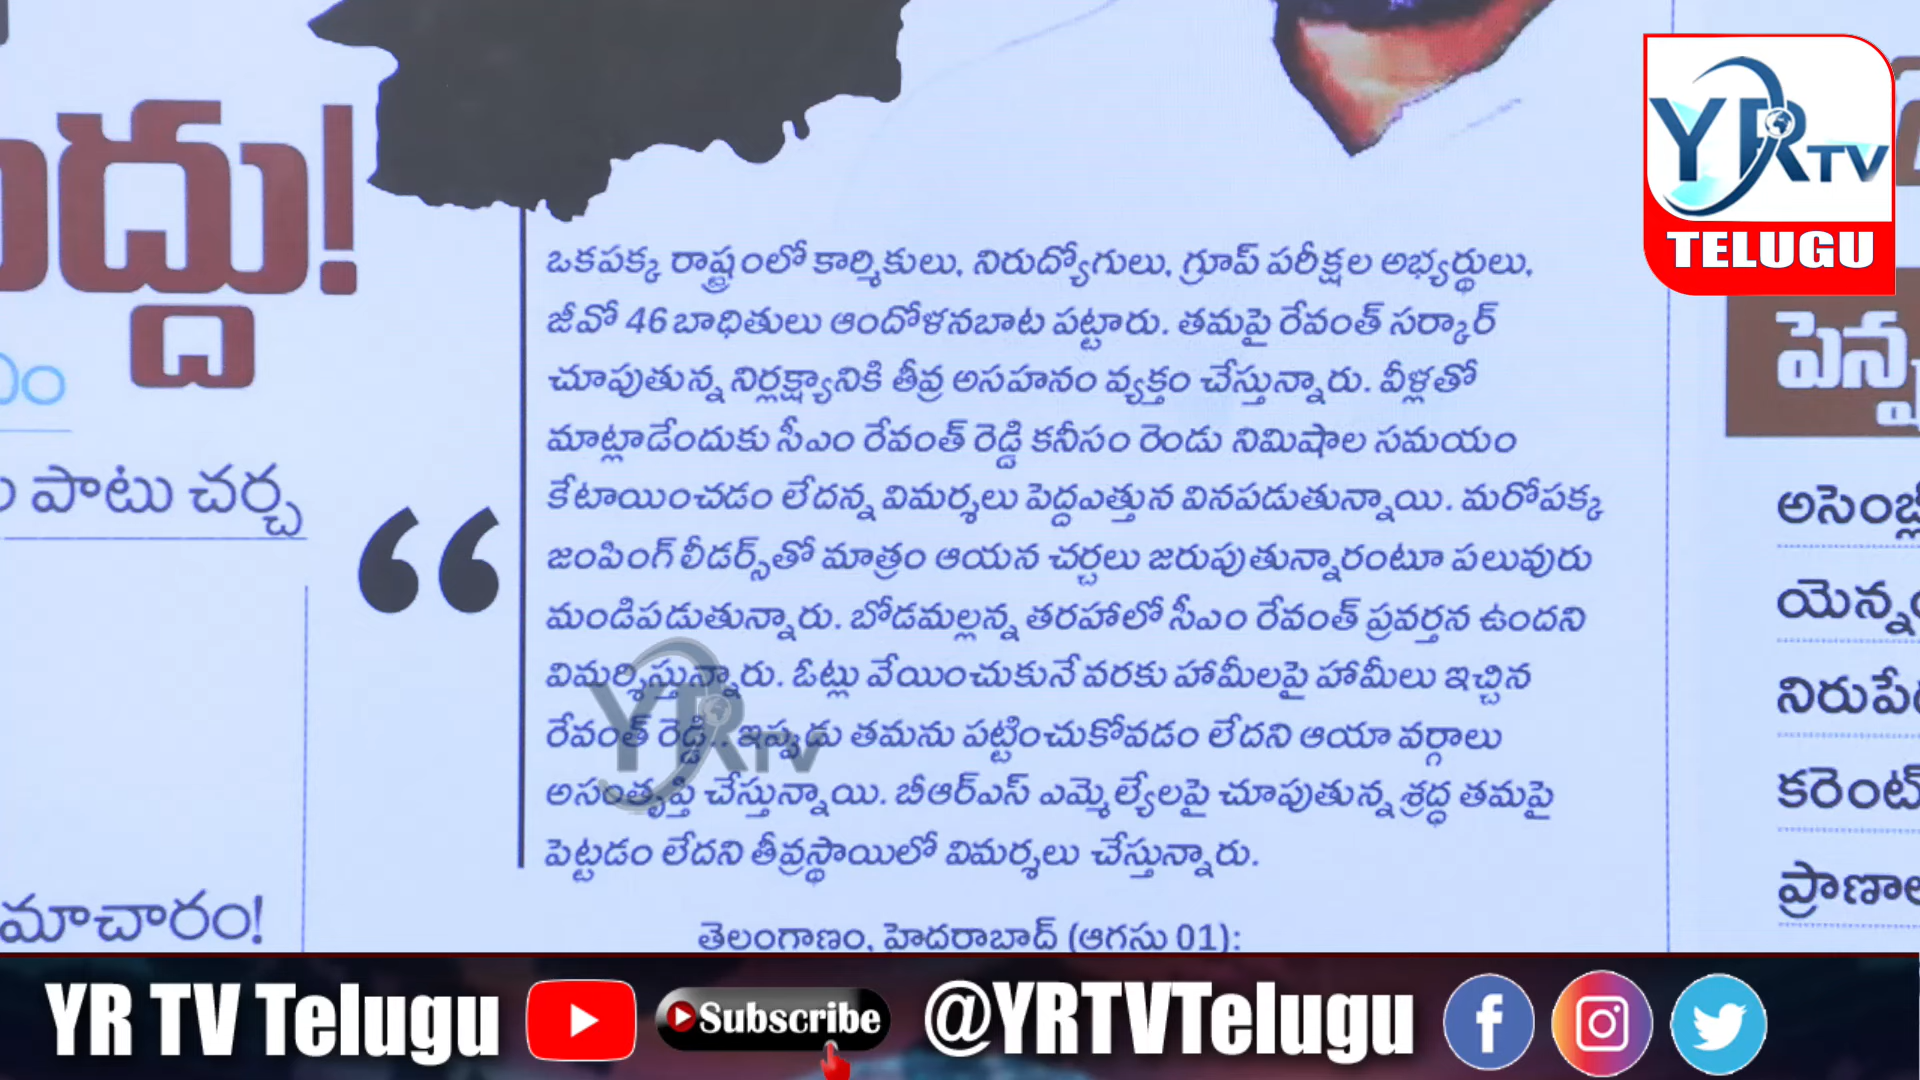 ద్దు!
పాటు చర్చ
మాచారం!
ఒకపక్క రాష్ట్రంలో కార్మికులు, నిరుద్యోగులు, గ్రూప్ పరీక్షల అభ్యర్థులు,
జీవో 46 బాధితులు ఆందోళనబాట పట్టారు. తమపై రేవంత్ సర్కార్
చూపుతున్న నిర్లక్ష్యానికి తీవ్ర అసహనం వ్యక్తం చేస్తున్నారు. వీళ్లతో
మాట్లాడేందుకు సీఎం రేవంత్ రెడ్డి కనీసం రెండు నిమిషాల సమయం
కేటాయించడం లేదన్న విమర్శలు పెద్దఎత్తున వినపడుతున్నాయి. మరోపక్క
జంపింగ్ లీడర్స్‌తో మాత్రం ఆయన చర్చలు జరుపుతున్నారంటూ పలువురు
మండిపడుతున్నారు. బోడమల్లన్న తరహాలో సీఎం రేవంత్ ప్రవర్తన ఉందని
విమర్శిస్తున్నారు. ఓట్లు వేయించుకునే వరకు హామీలపై హామీలు ఇచ్చిన
రేవంత్ రెడ్డి.. ఇప్పుడు తమను పట్టించుకోవడం లేదని ఆయా వర్గాలు
అసంతృప్తి చేస్తున్నాయి. బీఆర్ఎస్ ఎమ్మెల్యేలపై చూపుతున్న శ్రద్ధ తమపై
పెట్టడం లేదని తీవ్రస్థాయిలో విమర్శలు చేస్తున్నారు.
తెలంగాణం, హైదరాబాద్ (ఆగస్టు 01):
YRTV
TELUGU
పెన్న
అసెంబ్లీ
యెన్నం
నిరుపే
కరెంట్
ప్రాణాల
YRTV
YR TV Telugu
Subscribe
@YRTVTelugu